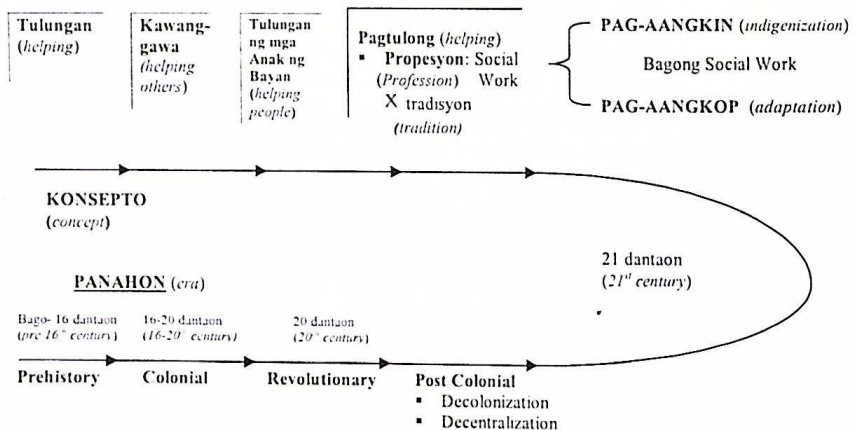 Tulungan
(helping)
Kawang-
gawa
(helping
others)
Tulungan
ng mga
Anak ng
Bayan
(helping
people)
Pagtulong (helping)
▪ Propesyon: Social
(Profession) Work
X tradisyon
(tradition)
PAG-AANGKIN (indigenization)
Bagong Social Work
PAG-AANGKOP (adaptation)
KONSEPTO
(concept)
PANAHON (era)
21 dantaon
(21st century)
Bago- 16 dantaon
(pre 16th century)
16-20 dantaon
(16-20th century)
20 dantaon
(20th century)
Prehistory
Colonial
Revolutionary
Post Colonial
▪ Decolonization
▪ Decentralization